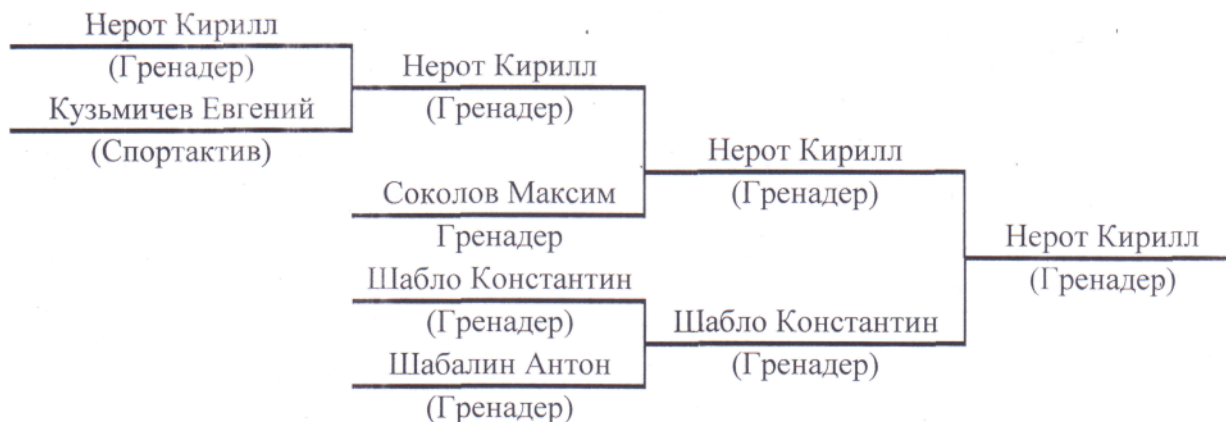 Нерот Кирилл
(Гренадер)
Кузьмичев Евгений
(Спортактив)
Нерот Кирилл
(Гренадер)
Соколов Максим
Гренадер
Шабло Константин
(Гренадер)
Шабалин Антон
(Гренадер)
Нерот Кирилл
(Гренадер)
Шабло Константин
(Гренадер)
Нерот Кирилл
(Гренадер)